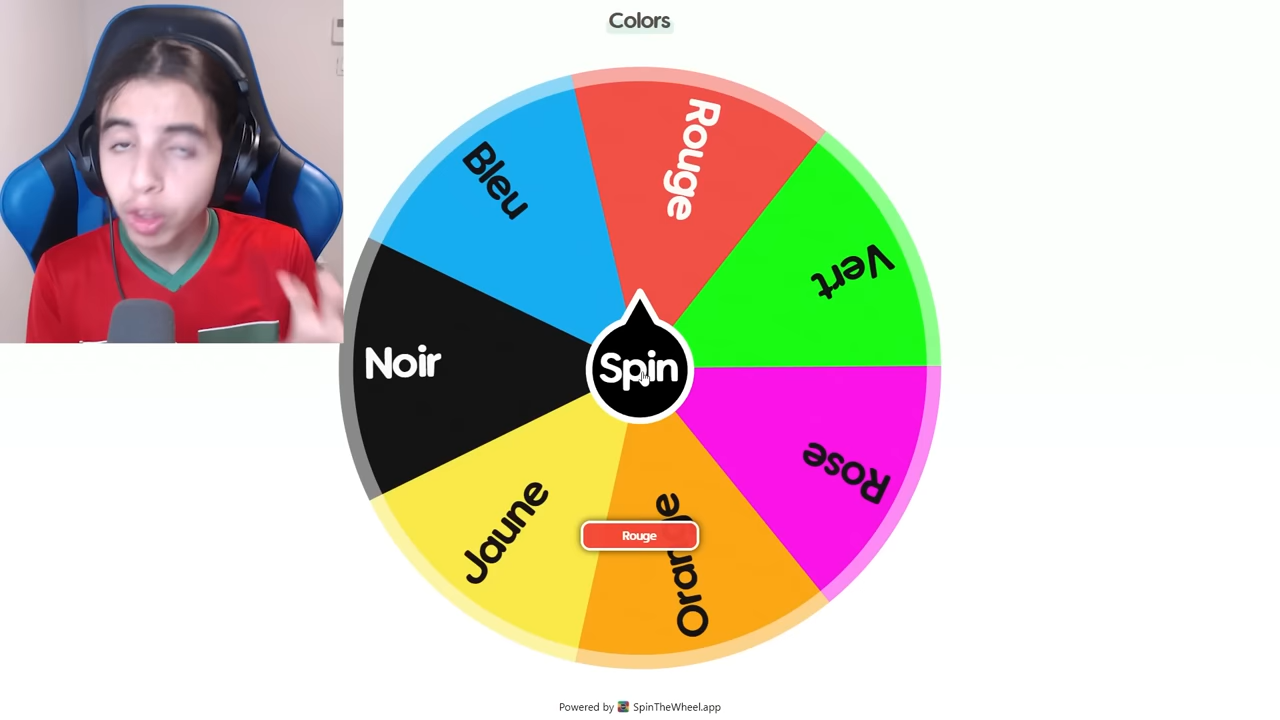 Colors
Rouge
Bleu
Vert
Noir
Spin
Rose
Jaune
Orange
Rouge
Powered by SpinTheWheel.app